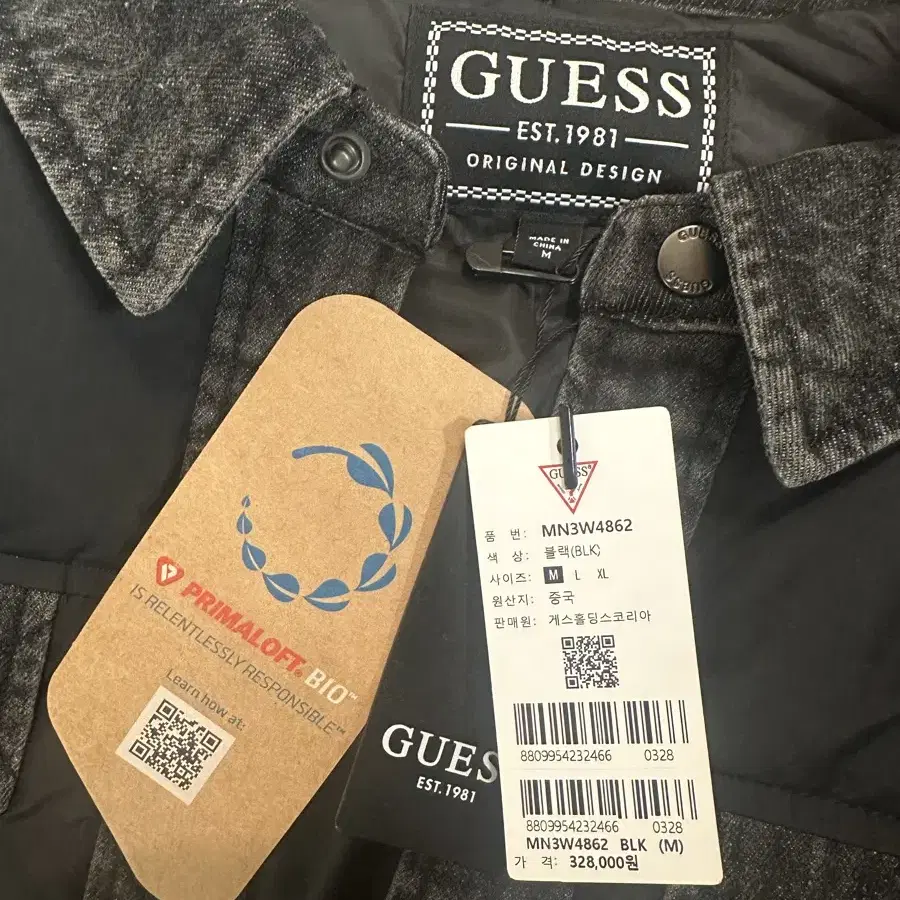 GUESS
EST.1981
ORIGINAL DESIGN
MADE IN
CHINA
M
GUESS
GUESS
PRIMALOFT® BIO™
IS RELENTLESSLY RESPONSIBLE™
Learn how at:
GUESS
EST.1981
GUESS®
품 번: MN3W4862
색 상: 블랙(BLK)
사이즈: M L XL
원산지: 중국
판매원: 게스홀딩스코리아
8809954232466 0328
8809954232466 0328
MN3W4862 BLK (M)
가 격: 328,000원